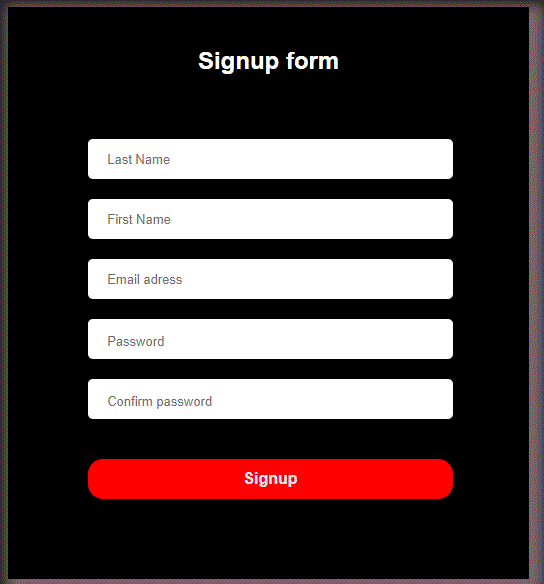 Signup form
Last Name
First Name
Email adress
Password
Confirm password
Signup